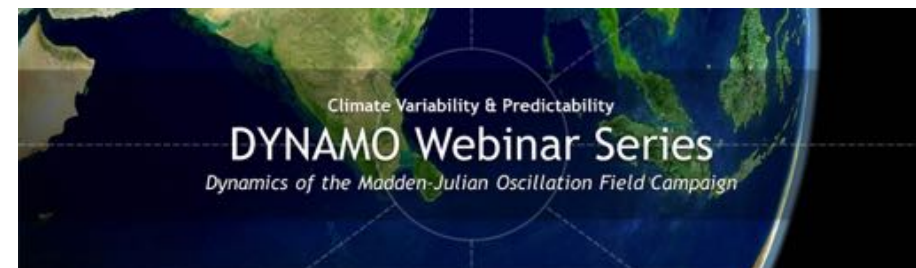 Climate Variability & Predictability
DYNAMO Webinar Series
Dynamics of the Madden-Julian Oscillation Field Campaign